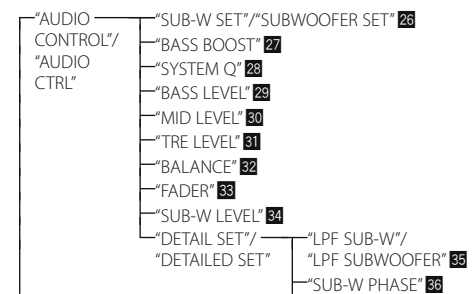 "AUDIO CONTROL"/ "AUDIO CTRL"
"SUB-W SET"/"SUBWOOFER SET" 26
"BASS BOOST" 27
"SYSTEM Q" 28
"BASS LEVEL" 29
"MID LEVEL" 30
"TRE LEVEL" 31
"BALANCE" 32
"FADER" 33
"SUB-W LEVEL" 34
"DETAIL SET"/
"DETAILED SET"
"LPF SUB-W"/
"LPF SUBWOOFER" 35
"SUB-W PHASE" 36